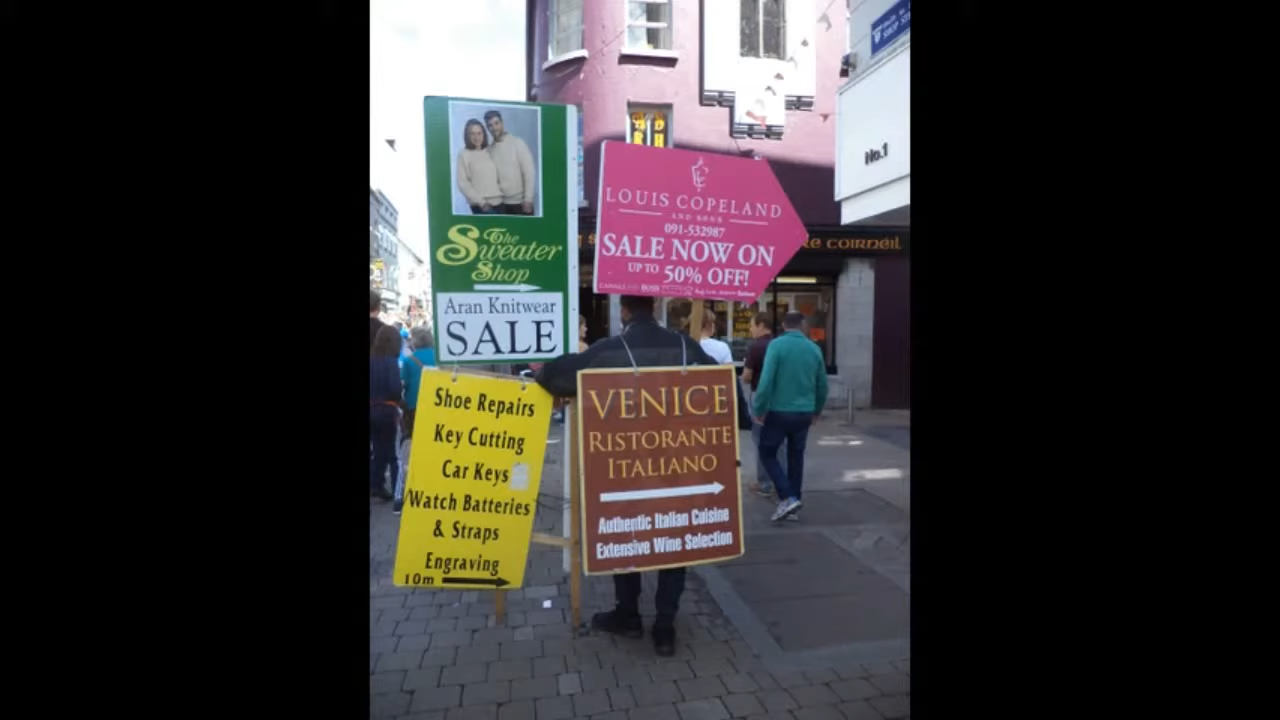 The
Sweater
Shop
Aran Knitwear
SALE
LOUIS COPELAND
AND SONS
091-532987
SALE NOW ON
UP TO 50% OFF!
BOSS
Shoe Repairs
Key Cutting
Car Keys
Watch Batteries
& Straps
Engraving
10m
VENICE
RISTORANTE
ITALIANO
Authentic Italian Cuisine
Extensive Wine Selection
No.1
SHOP